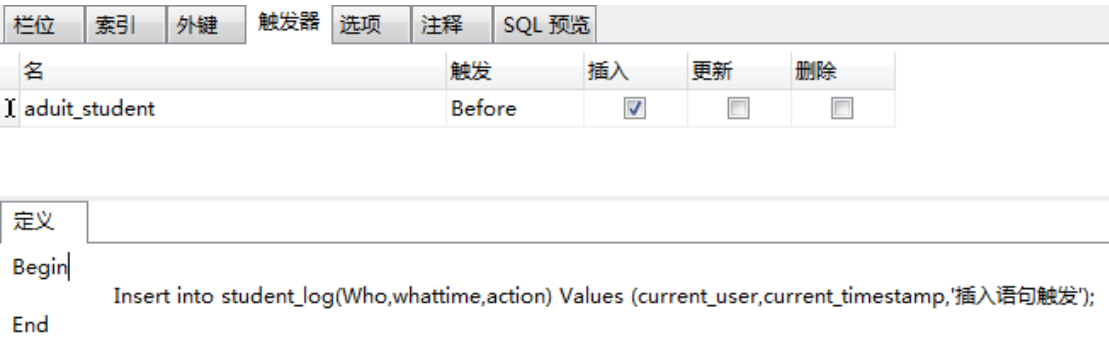 栏位 索引 外键 触发器 选项 注释 SQL 预览
名 触发 插入 更新 删除
aduit_student Before
定义
Begin
Insert into student_log(Who,whattime,action) Values (current_user,current_timestamp,'插入语句触发');
End